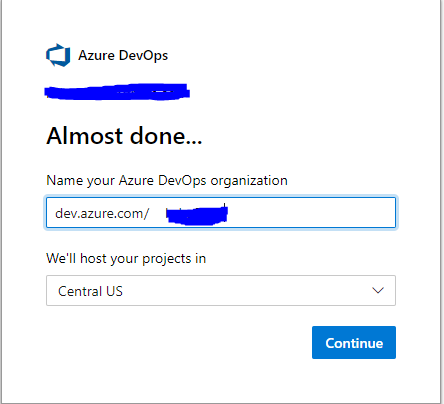 Azure DevOps
Almost done...
Name your Azure DevOps organization
dev.azure.com/
We'll host your projects in
Central US
Continue